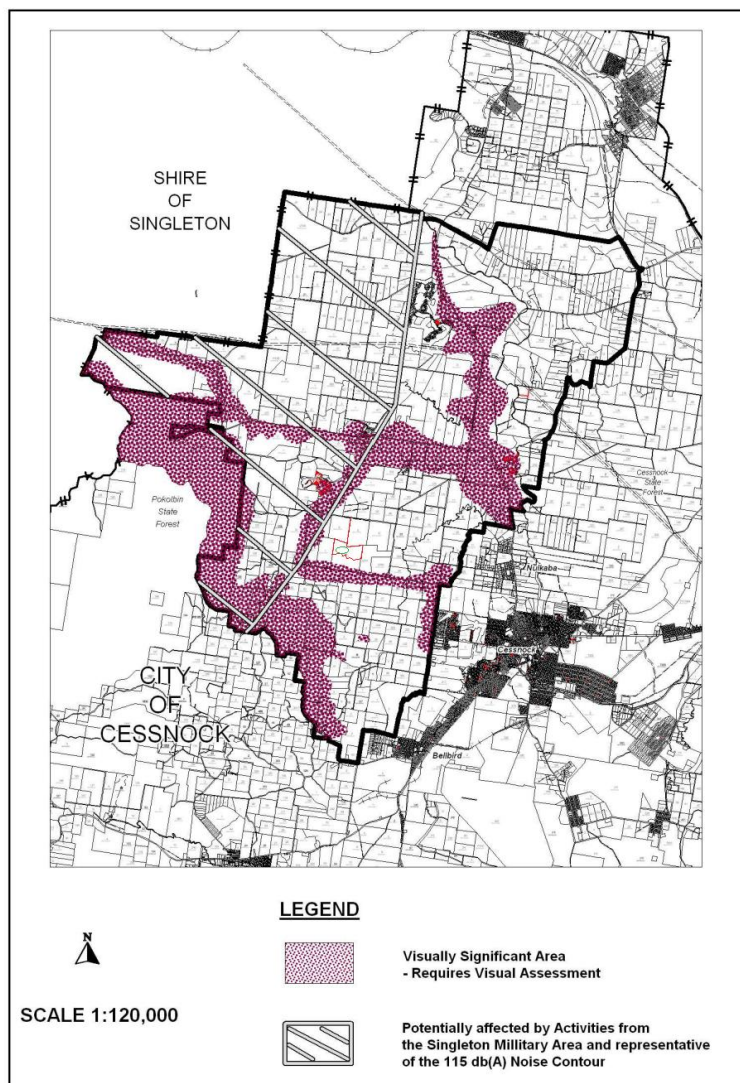 SHIRE
OF
SINGLETON
Pokolbin
State
Forest
Cessnock
State
Forest
Nulkaba
Cessnock
CITY
OF
CESSNOCK
Bellbird
LEGEND
N
Visually Significant Area
- Requires Visual Assessment
SCALE 1:120,000
Potentially affected by Activities from
the Singleton Millitary Area and representative
of the 115 db(A) Noise Contour